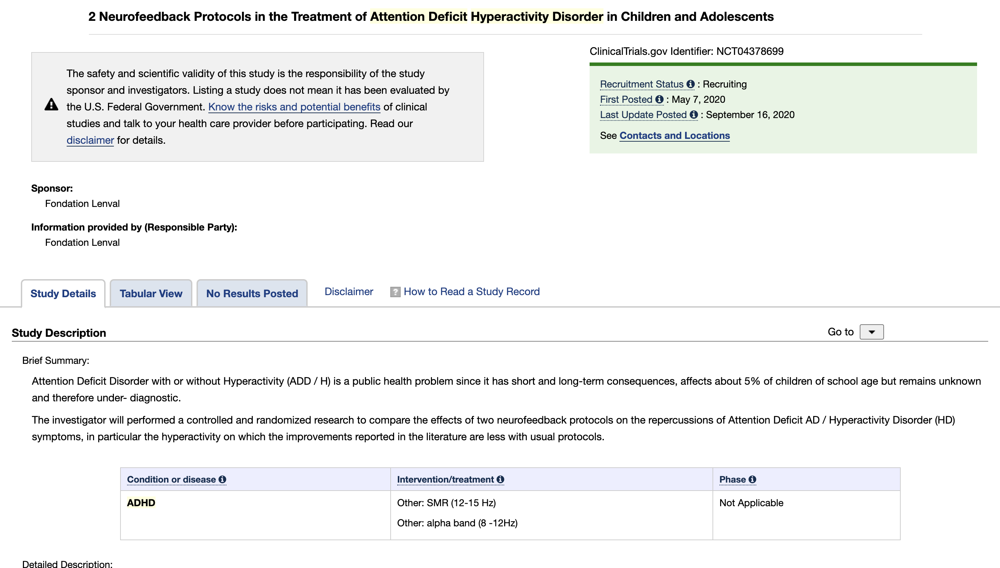 2 Neurofeedback Protocols in the Treatment of Attention Deficit Hyperactivity Disorder in Children and Adolescents
The safety and scientific validity of this study is the responsibility of the study
sponsor and investigators. Listing a study does not mean it has been evaluated by
the U.S. Federal Government. Know the risks and potential benefits of clinical
studies and talk to your health care provider before participating. Read our
disclaimer for details.
ClinicalTrials.gov Identifier: NCT04378699
Recruitment Status : Recruiting
First Posted : May 7, 2020
Last Update Posted : September 16, 2020
See Contacts and Locations
Sponsor:
Fondation Lenval
Information provided by (Responsible Party):
Fondation Lenval
Study Details Tabular View No Results Posted Disclaimer ? How to Read a Study Record
Study Description Go to
Brief Summary:
Attention Deficit Disorder with or without Hyperactivity (ADD / H) is a public health problem since it has short and long-term consequences, affects about 5% of children of school age but remains unknown
and therefore under- diagnostic.
The investigator will performed a controlled and randomized research to compare the effects of two neurofeedback protocols on the repercussions of Attention Deficit AD / Hyperactivity Disorder (HD)
symptoms, in particular the hyperactivity on which the improvements reported in the literature are less with usual protocols.
Condition or disease Intervention/treatment Phase
ADHD Other: SMR (12-15 Hz) Not Applicable
Other: alpha band (8 -12Hz)
Detailed Description: